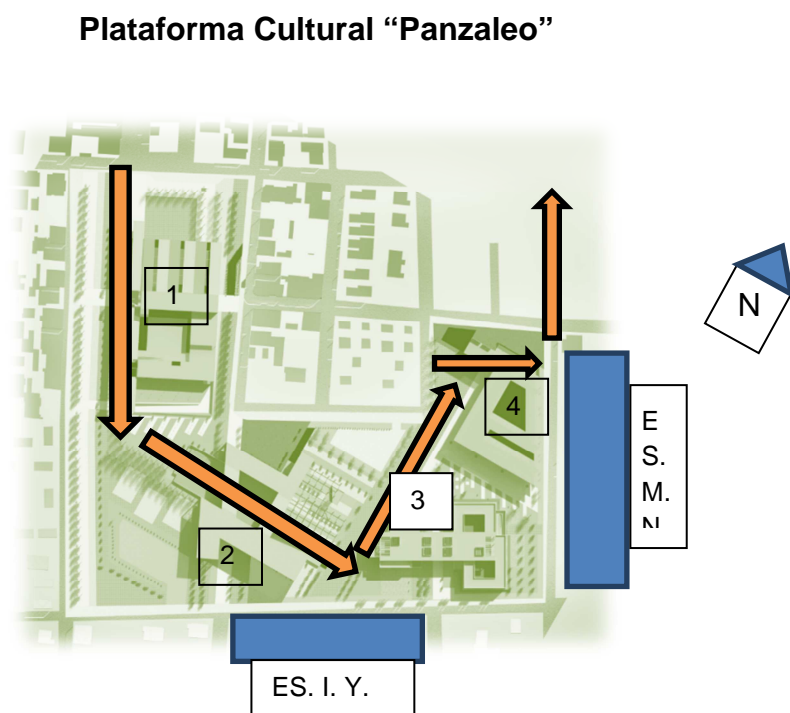 Plataforma Cultural “Panzaleo”
1
N
4
E
S.
M.
N
3
2
ES. I. Y.